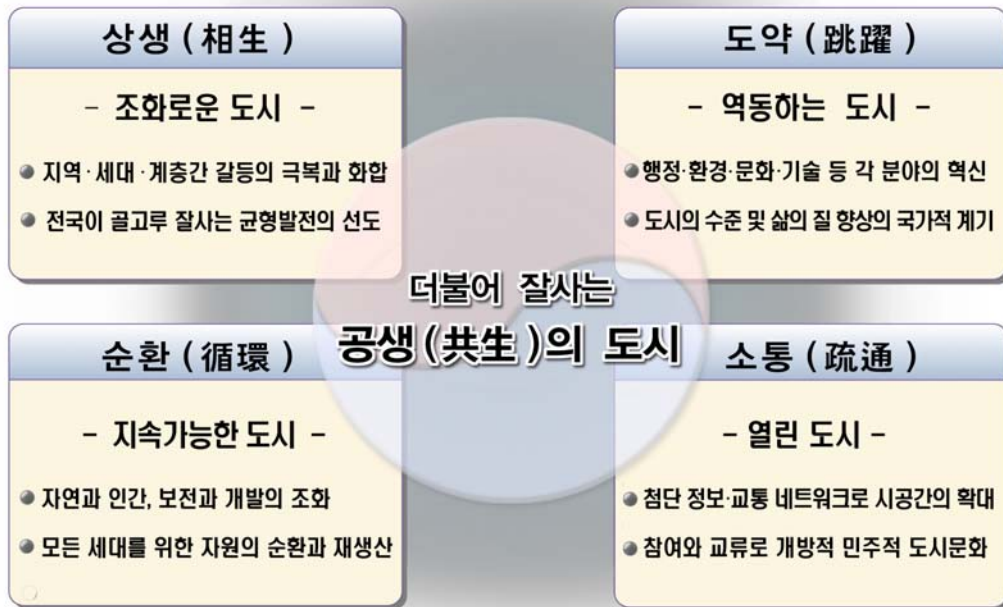 상생 ( 相生 )
- 조화로운 도시 -
지역·세대·계층간 갈등의 극복과 화합
전국이 골고루 잘사는 균형발전의 선도
도약 ( 跳躍 )
- 역동하는 도시 -
행정·환경·문화·기술 등 각 분야의 혁신
도시의 수준 및 삶의 질 향상의 국가적 계기
더불어 잘사는
공생 ( 共生 )의 도시
순환 ( 循環 )
- 지속가능한 도시 -
자연과 인간, 보전과 개발의 조화
모든 세대를 위한 자원의 순환과 재생산
소통 ( 疏通 )
- 열린 도시 -
첨단 정보·교통 네트워크로 시공간의 확대
참여와 교류로 개방적 민주적 도시문화